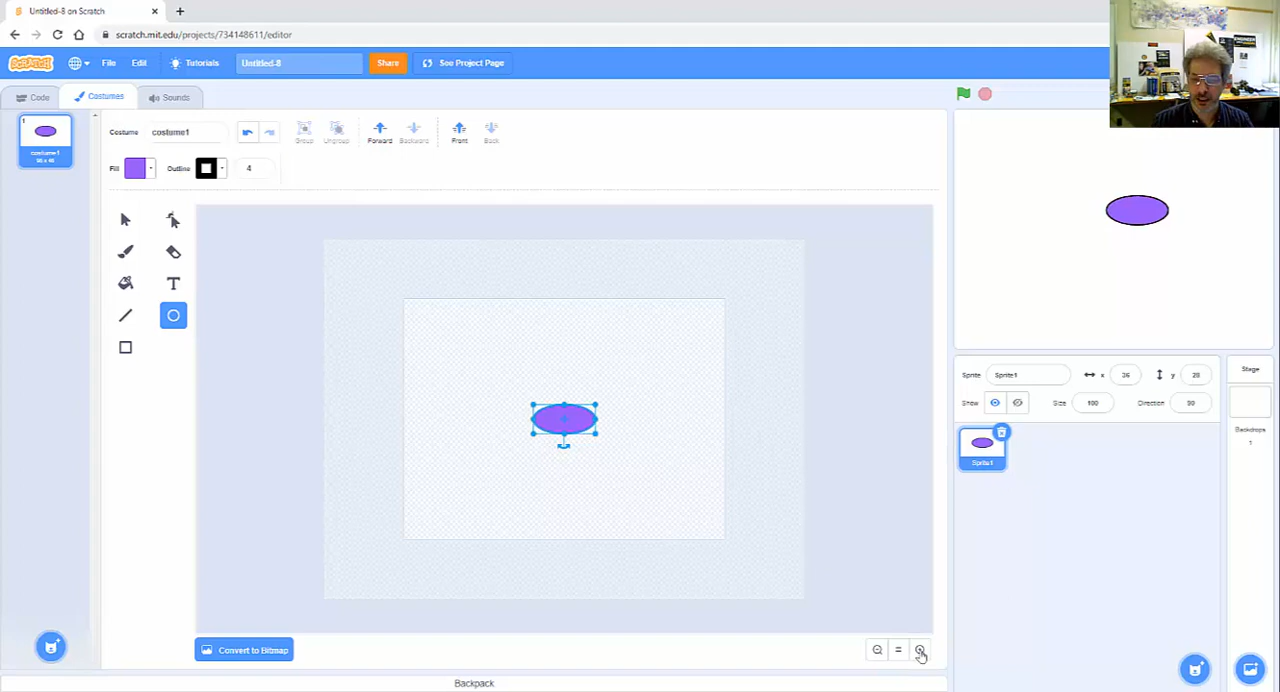 Untitled-8 on Scratch
scratch.mit.edu/projects/734148611/editor
SCRATCH
File
Edit
Tutorials
Untitled-8
Share
See Project Page
Code
Costumes
Sounds
1
costume1
Costume
costume1
Group
Ungroup
Forward
Backward
Front
Back
Fill
Outline
4
T
Convert to Bitmap
Backpack
Sprite
Sprite1
x
36
y
28
Show
Size
100
Direction
90
Sprite1
Stage
Backdrops
1